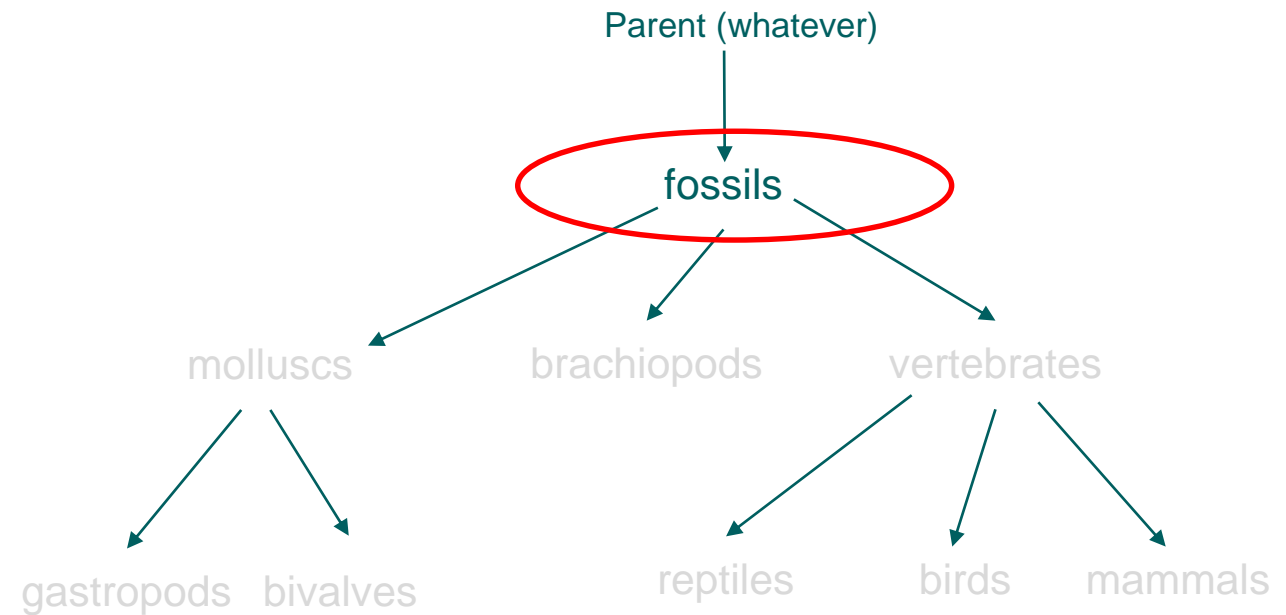 Parent (whatever)
fossils
molluscs brachiopods vertebrates
gastropods bivalves reptiles birds mammals